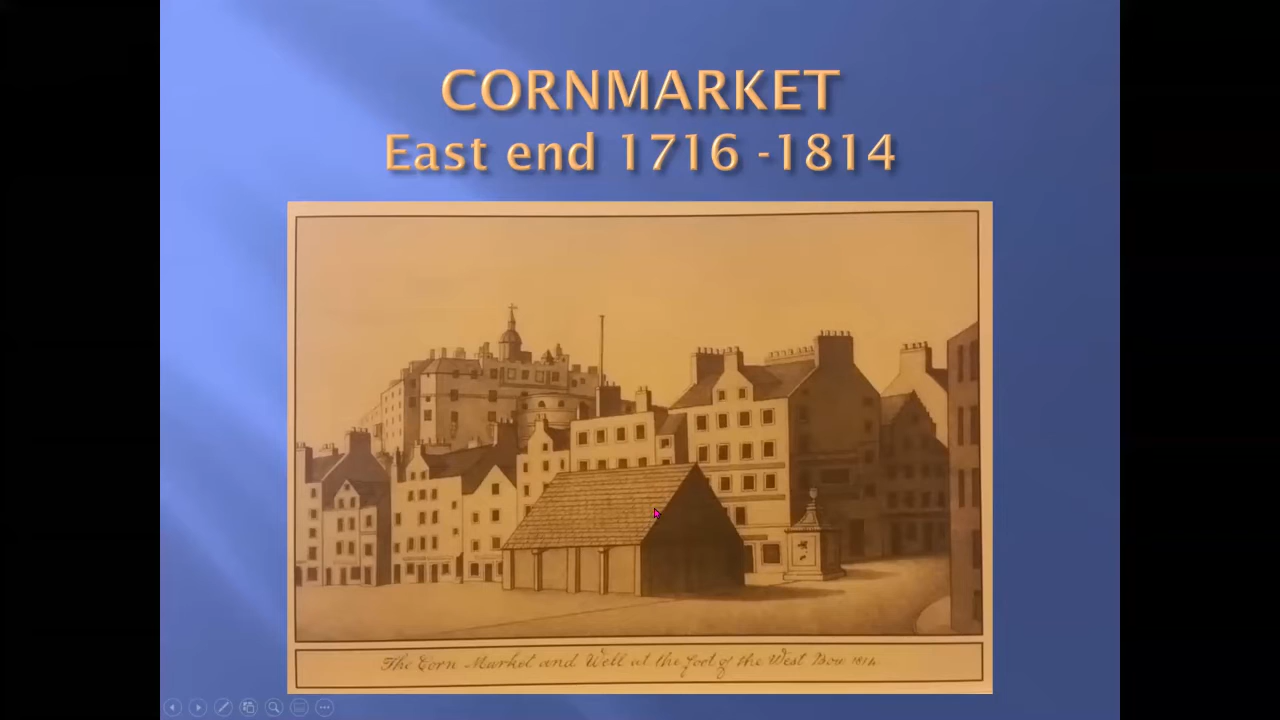 CORNMARKET
East end 1716 -1814
The Corn Market and Well at the foot of the West Bow 1814